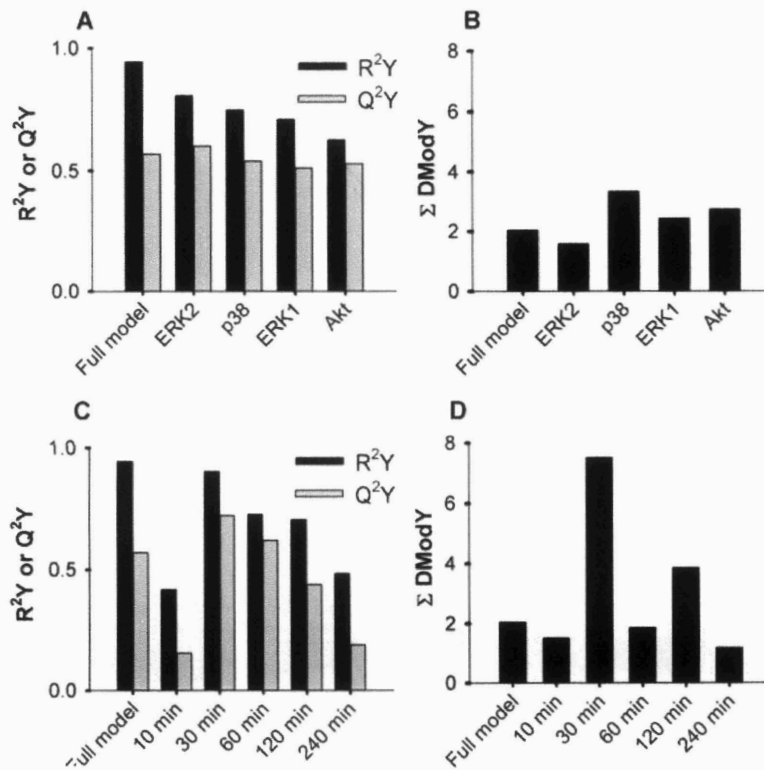 A
1.0
0.5
0.0
R²Y or Q²Y
R²Y
Q²Y
Full model
ERK2
p38
ERK1
Akt
B
8
6
4
2
0
Σ DModY
Full model
ERK2
p38
ERK1
Akt
C
1.0
0.5
0.0
R²Y or Q²Y
R²Y
Q²Y
Full model
10 min
30 min
60 min
120 min
240 min
D
8
6
4
2
0
Σ DModY
Full model
10 min
30 min
60 min
120 min
240 min